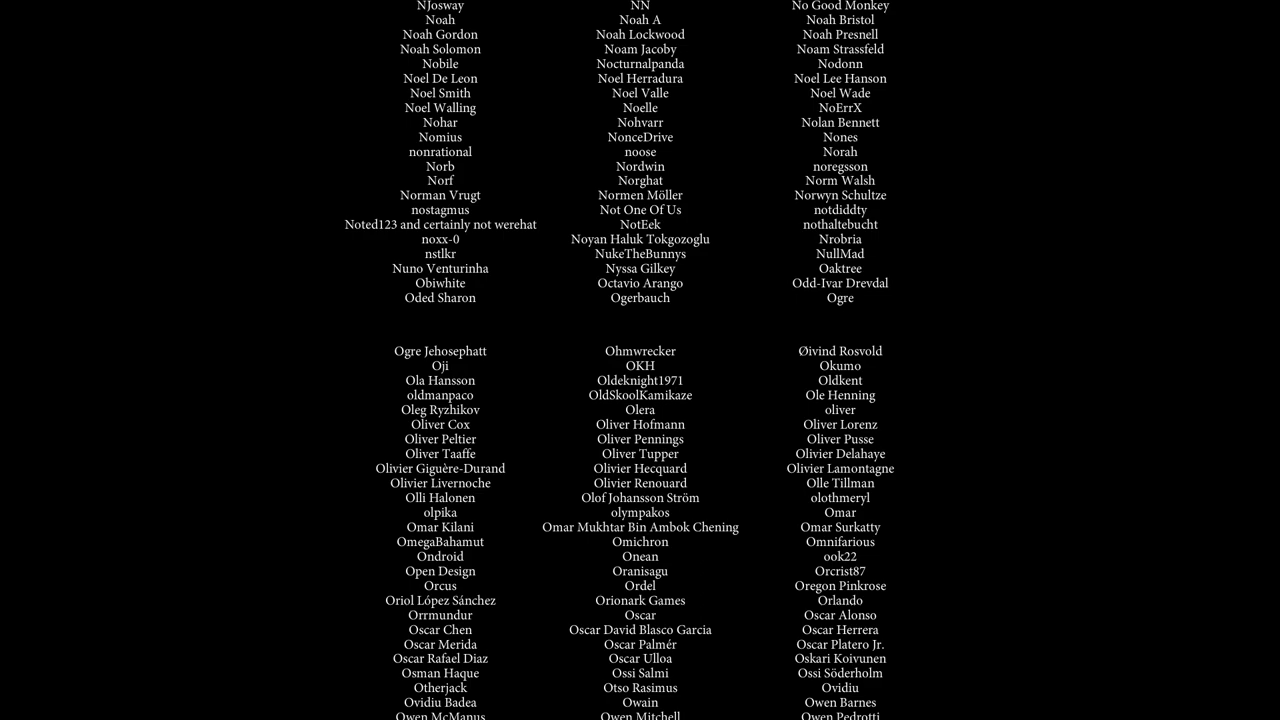 NJosway NN No Good Monkey
Noah Noah A Noah Bristol
Noah Gordon Noah Lockwood Noah Presnell
Noah Solomon Noam Jacoby Noam Strassfeld
Nobile Nocturnalpanda Nodonn
Noel De Leon Noel Herradura Noel Lee Hanson
Noel Smith Noel Valle Noel Wade
Noel Walling Noelle NoErrX
Nohar Nohvarr Nolan Bennett
Nomius NonceDrive Nones
nonrational noose Norah
Norb Nordwin noregsson
Norf Norghat Norm Walsh
Norman Vrugt Normen Möller Norwyn Schultze
nostagmus Not One Of Us notdiddty
Noted123 and certainly not werehat NotEek nothaltebucht
noxx-0 Noyan Haluk Tokgozoglu Nrobria
nstlkr NukeTheBunnys NullMad
Nuno Venturinha Nyssa Gilkey Oaktree
Obiwhite Octavio Arango Odd-Ivar Drevdal
Oded Sharon Ogerbauch Ogre
Ogre Jehosephatt Ohmwrecker Øivind Rosvold
Oji OKH Okumo
Ola Hansson Oldeknight1971 Oldkent
oldmanpaco OldSkoolKamikaze Ole Henning
Oleg Ryzhikov Olera oliver
Oliver Cox Oliver Hofmann Oliver Lorenz
Oliver Peltier Oliver Pennings Oliver Pusse
Oliver Taaffe Oliver Tupper Olivier Delahaye
Olivier Giguère-Durand Olivier Hecquard Olivier Lamontagne
Olivier Livernoche Olivier Renouard Olle Tillman
Olli Halonen Olof Johansson Ström olothmeryl
olpika olympakos Omar
Omar Kilani Omar Mukhtar Bin Ambok Chening Omar Surkatty
OmegaBahamut Omichron Omnifarious
Ondroid Onean ook22
Open Design Oranisagu Orcrist87
Orcus Ordel Oregon Pinkrose
Oriol López Sánchez Orionark Games Orlando
Orrmundur Oscar Oscar Alonso
Oscar Chen Oscar David Blasco Garcia Oscar Herrera
Oscar Merida Oscar Palmér Oscar Platero Jr.
Oscar Rafael Diaz Oscar Ulloa Oskari Koivunen
Osman Haque Ossi Salmi Ossi Söderholm
Otherjack Otso Rasimus Ovidiu
Ovidiu Badea Owain Owen Barnes
Owen McManus Owen Mitchell Owen Pedrotti